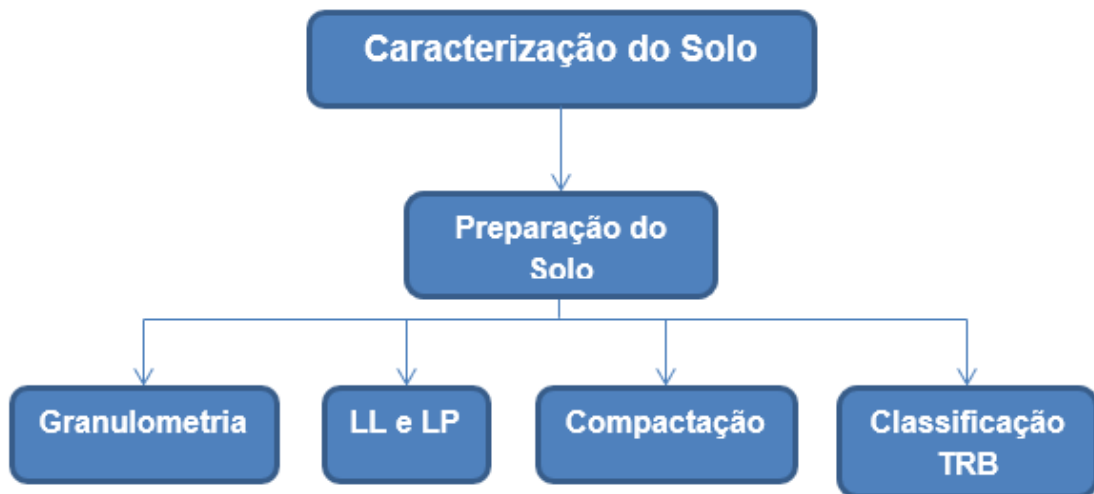 Caracterização do Solo
Preparação do
Solo
Granulometria
LL e LP
Compactação
Classificação
TRB